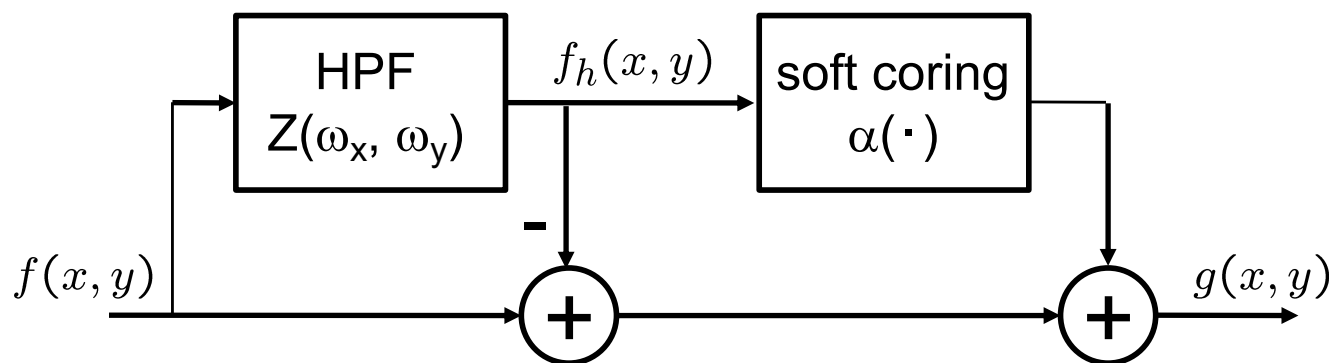 HPF
Z(ωx, ωy)
fh(x, y)
soft coring
α(·)
-
f(x, y)
+
+
g(x, y)